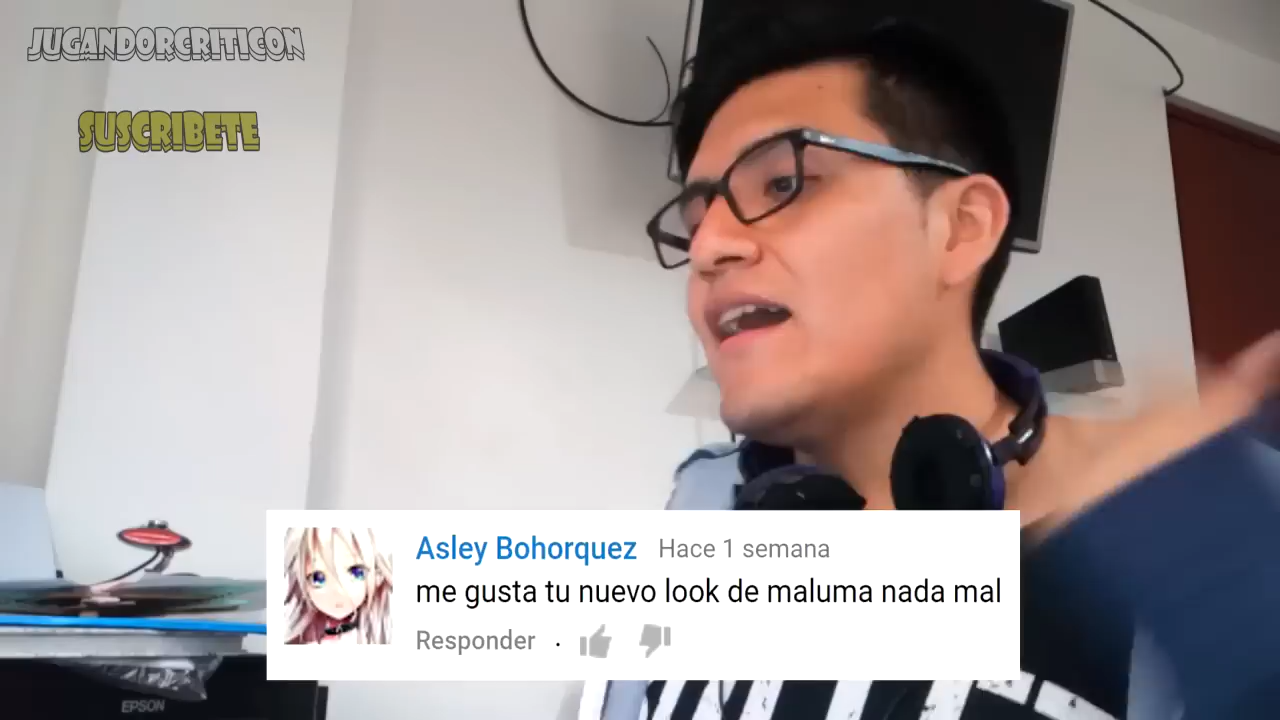 JUGANDORCRITICON
SUSCRIBETE
Asley Bohorquez Hace 1 semana
me gusta tu nuevo look de maluma nada mal
Responder ·
EPSON